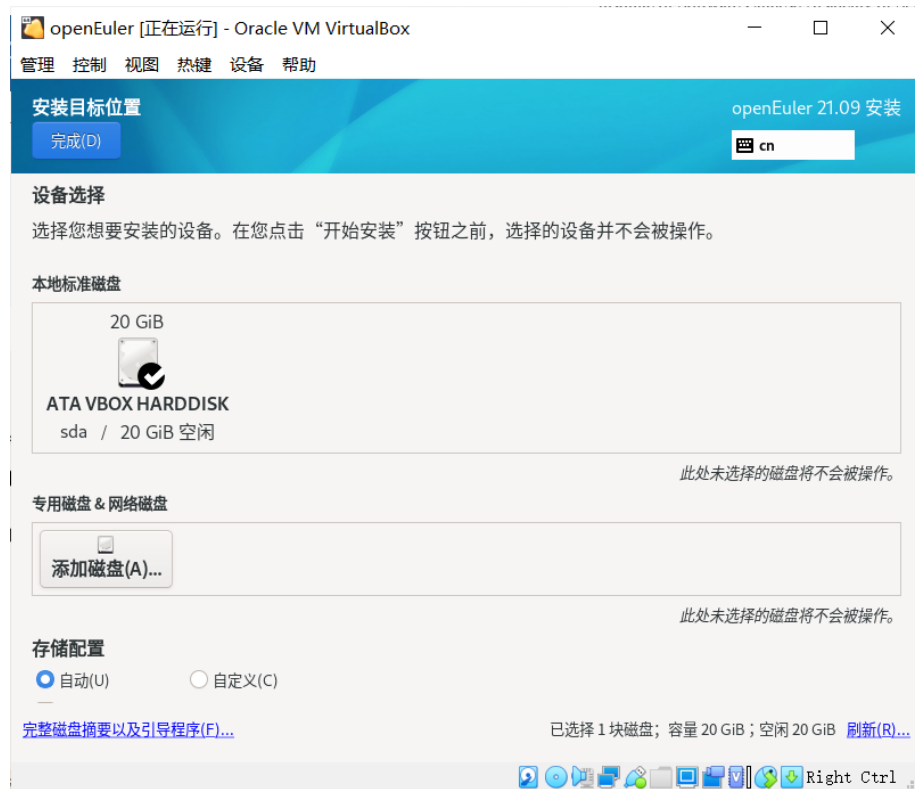 openEuler [正在运行] - Oracle VM VirtualBox
管理 控制 视图 热键 设备 帮助
安装目标位置
openEuler 21.09 安装
完成(D)
cn
设备选择
选择您想要安装的设备。在您点击“开始安装”按钮之前，选择的设备并不会被操作。
本地标准磁盘
20 GiB
ATA VBOX HARDDISK
sda / 20 GiB 空闲
此处未选择的磁盘将不会被操作。
专用磁盘 & 网络磁盘
添加磁盘(A)...
此处未选择的磁盘将不会被操作。
存储配置
自动(U) 自定义(C)
完整磁盘摘要以及引导程序(F)... 已选择 1 块磁盘；容量 20 GiB；空闲 20 GiB 刷新(R)...
Right Ctrl